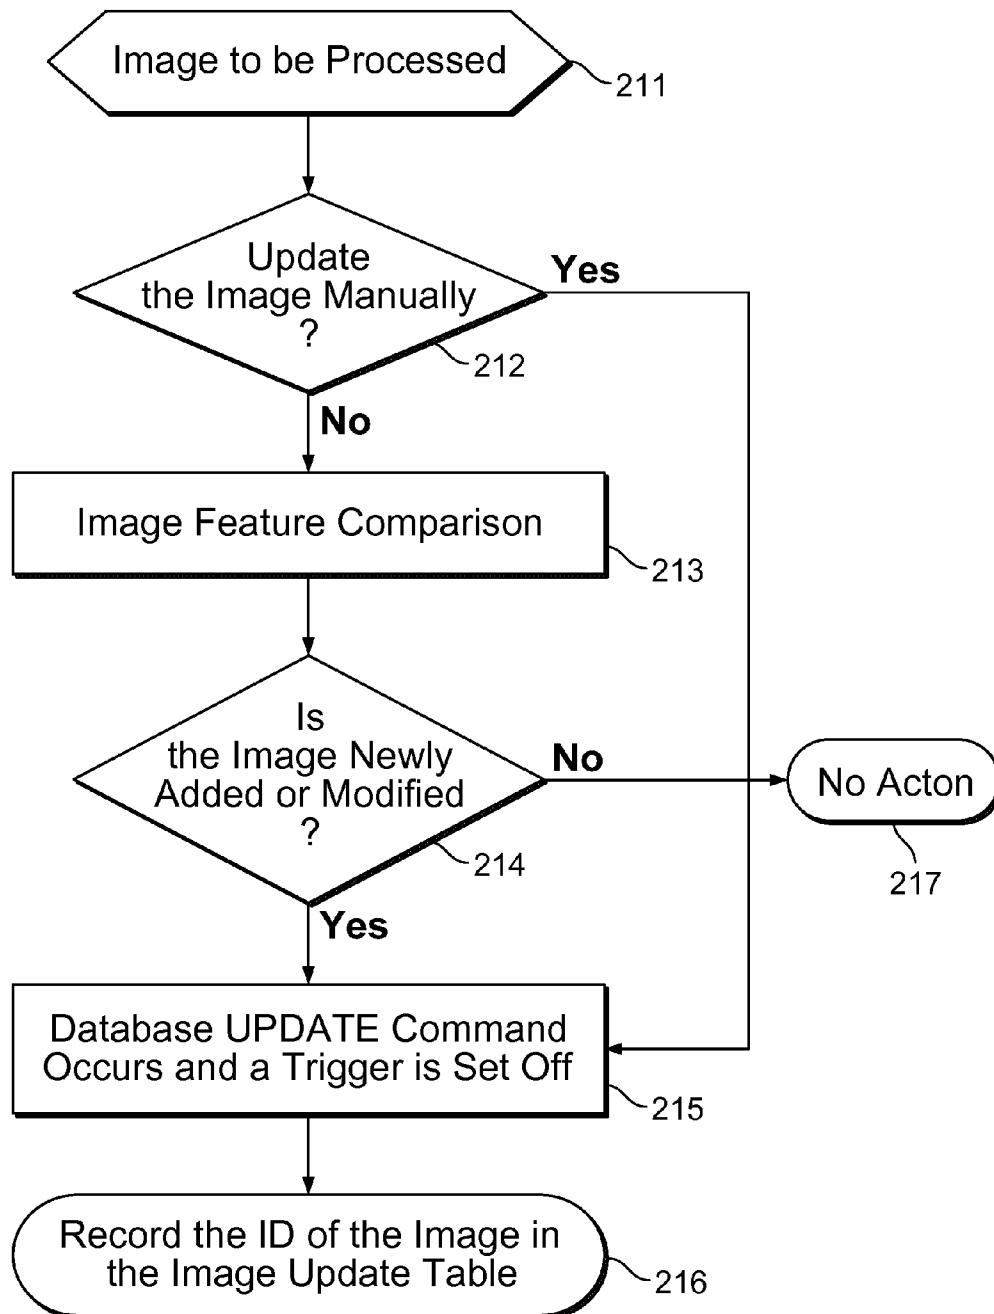 Image to be Processed
211
Update
the Image Manually
?
Yes
212
No
Image Feature Comparison
213
Is
the Image Newly
Added or Modified
?
No
214
No Acton
217
Yes
Database UPDATE Command
Occurs and a Trigger is Set Off
215
Record the ID of the Image in
the Image Update Table
216